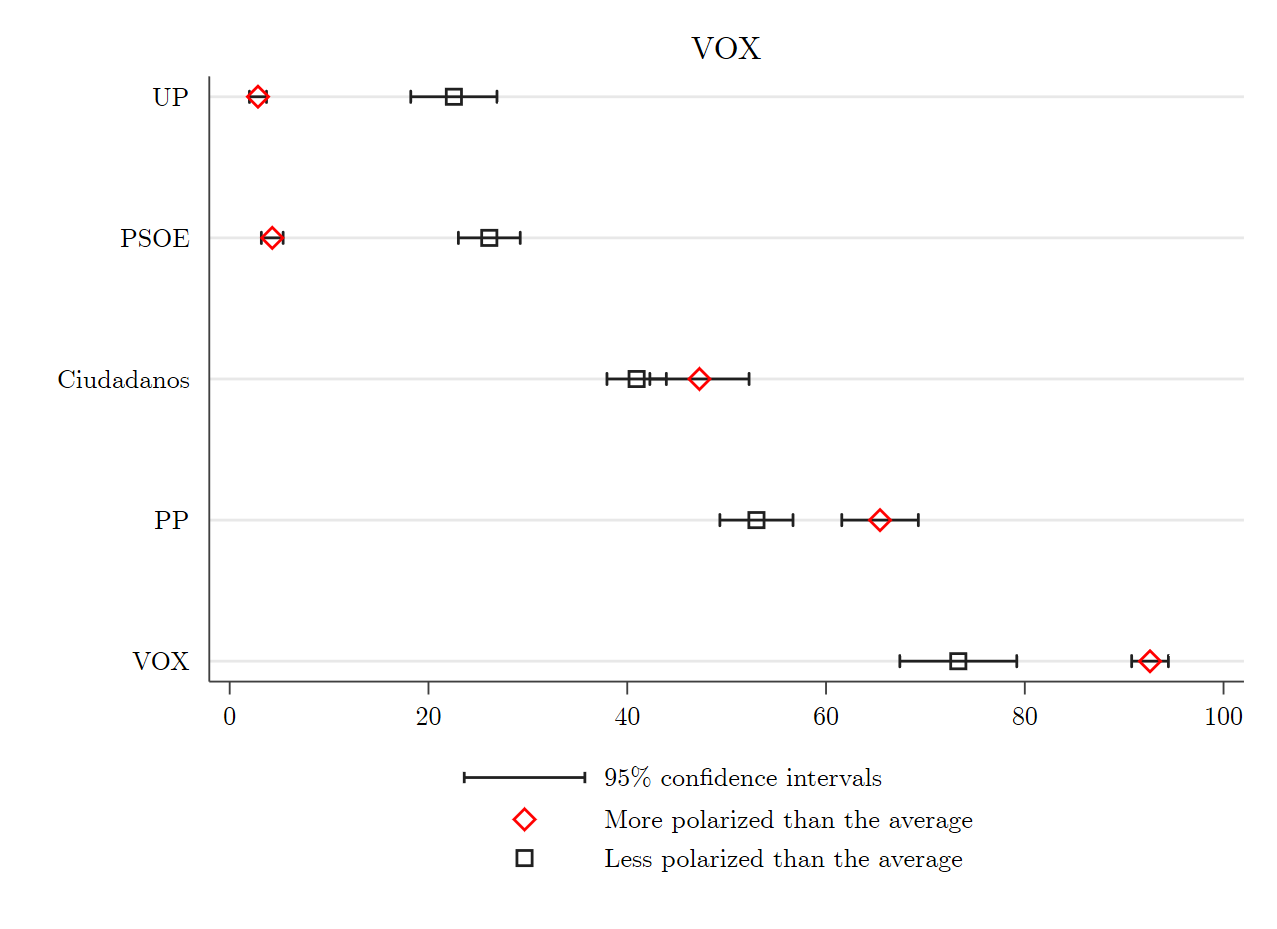 VOX
UP
PSOE
Ciudadanos
PP
VOX
0 20 40 60 80 100
95% confidence intervals
More polarized than the average
Less polarized than the average